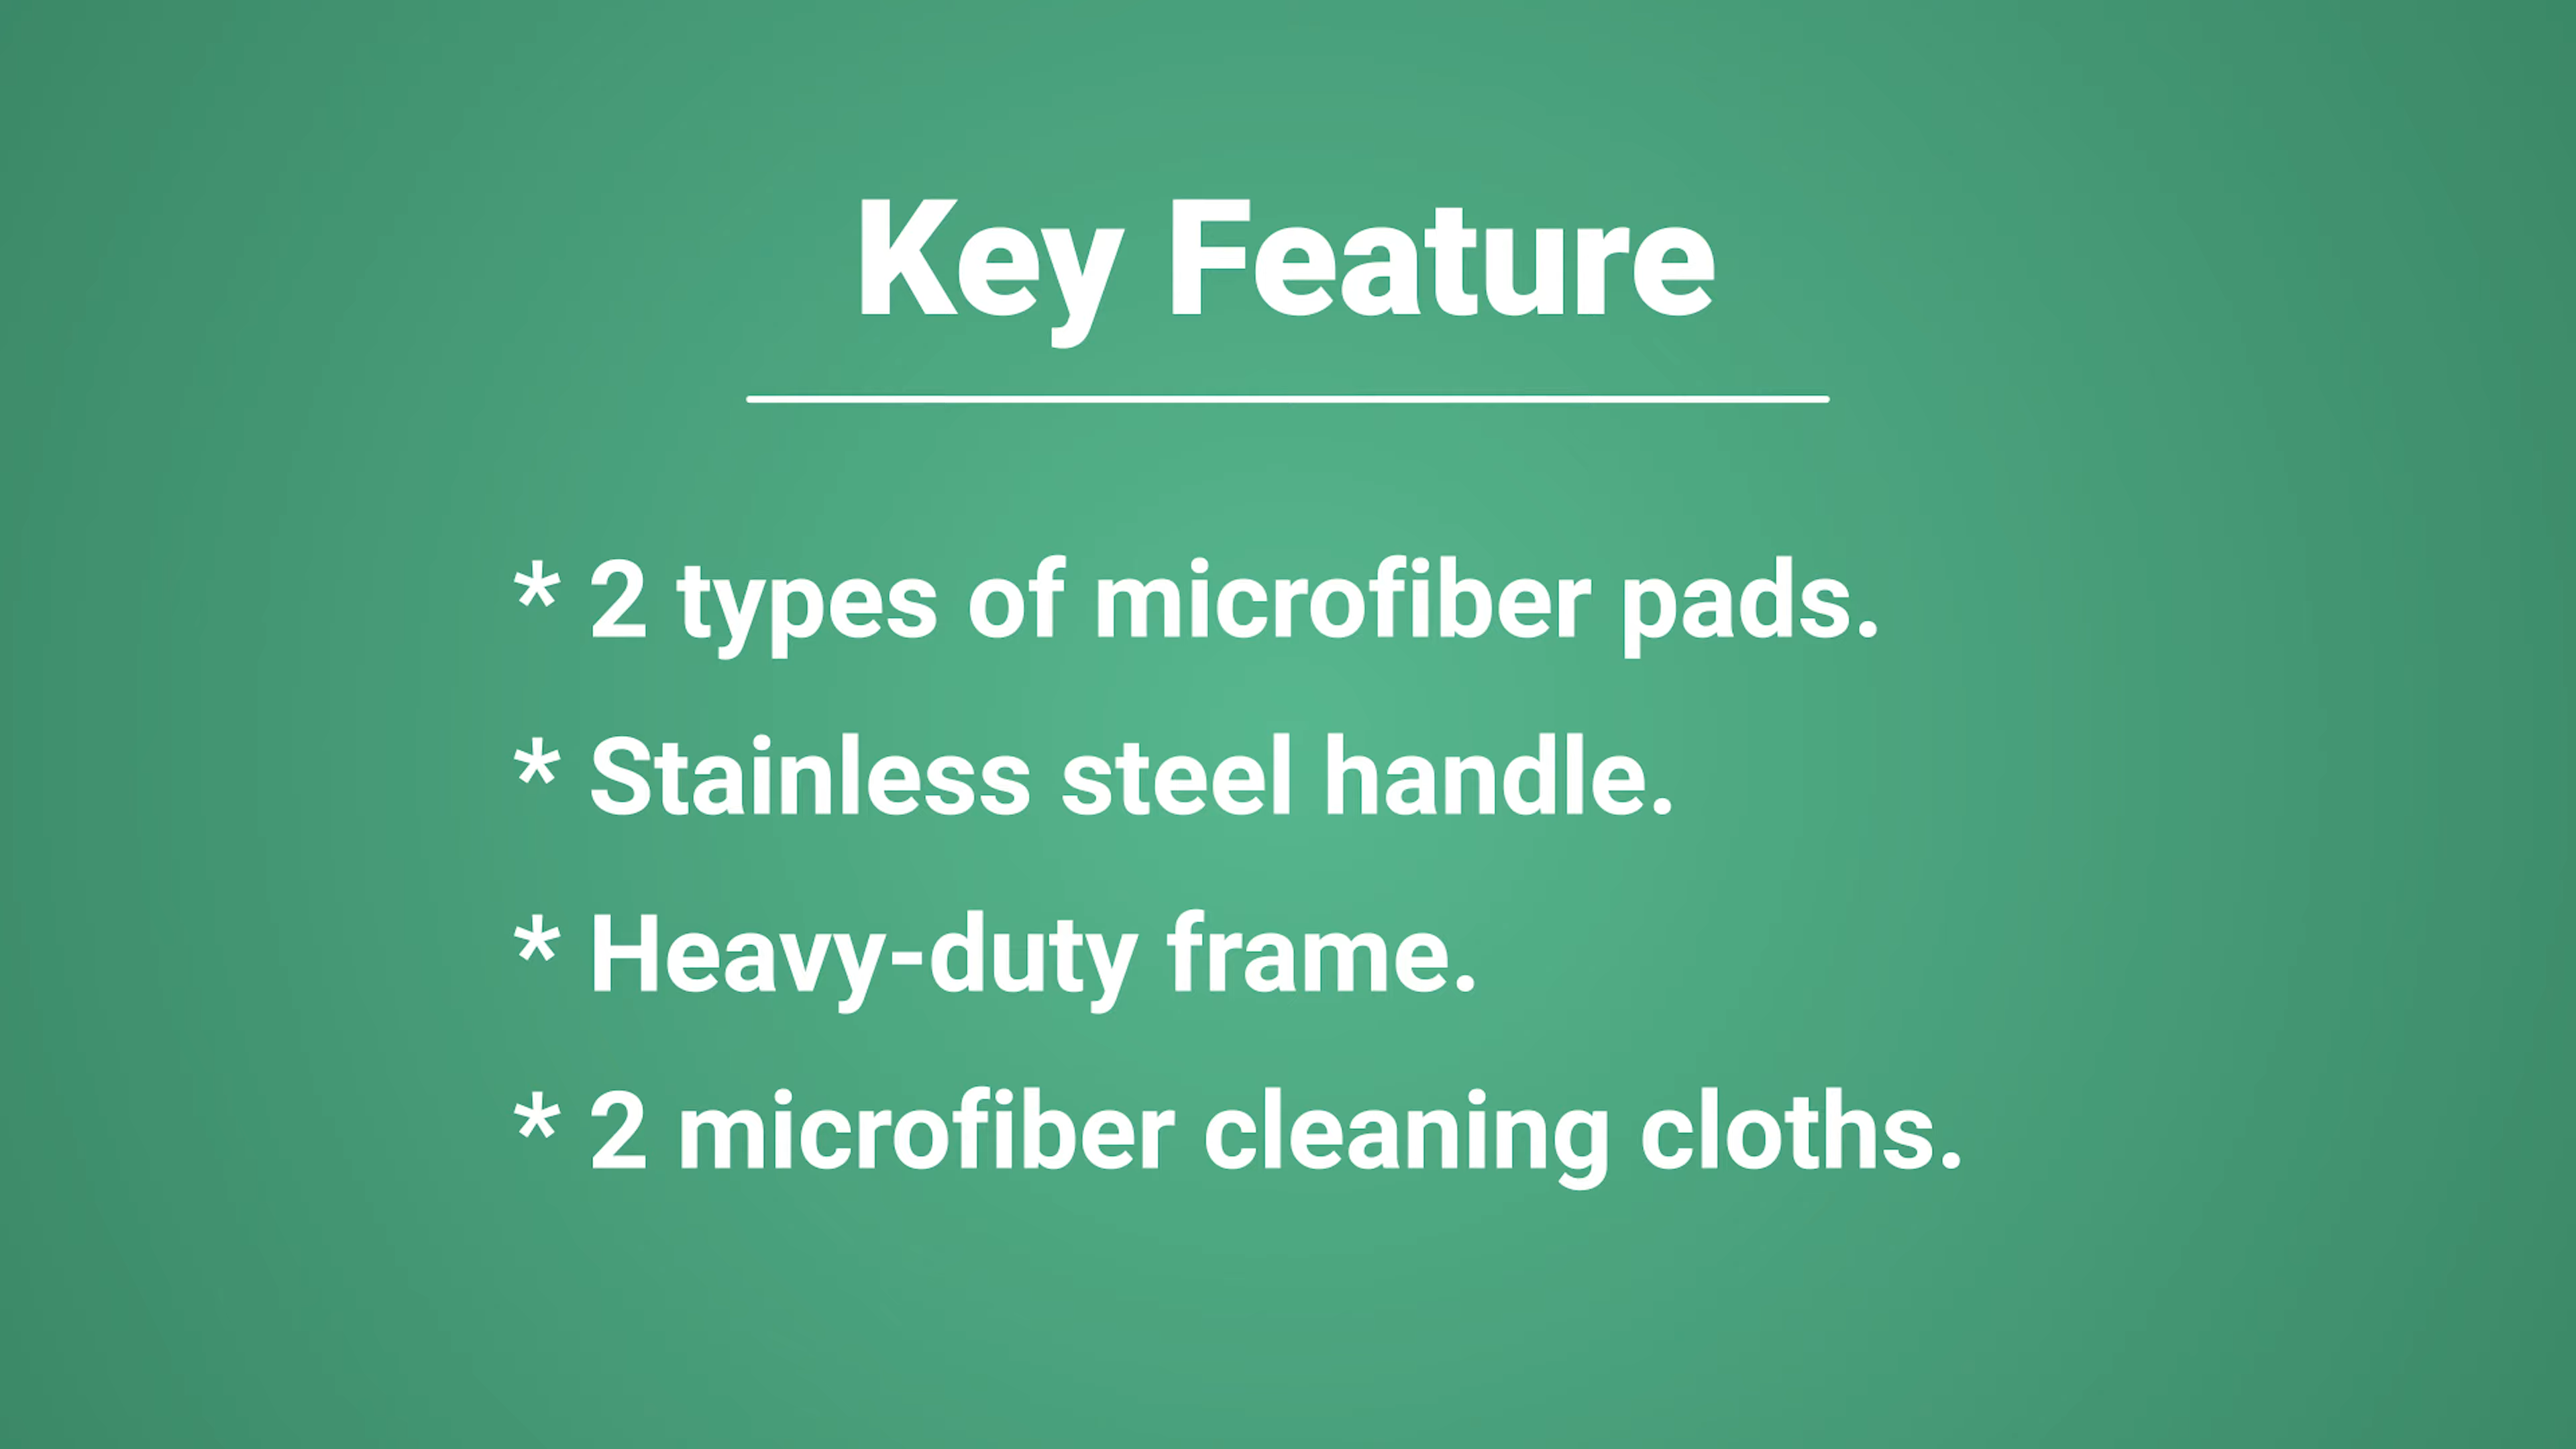 Key Feature
* 2 types of microfiber pads.
* Stainless steel handle.
* Heavy-duty frame.
* 2 microfiber cleaning cloths.